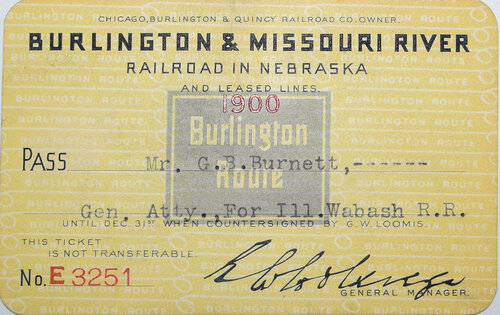 CHICAGO, BURLINGTON & QUINCY RAILROAD CO. OWNER.
BURLINGTON & MISSOURI RIVER
RAILROAD IN NEBRASKA
AND LEASED LINES.
1900
Burlington
Route
PASS Mr. G.B.Burnett,------
Gen. Atty.,For Ill.Wabash R.R.
UNTIL DEC. 31ST. WHEN COUNTERSIGNED BY G.W. LOOMIS.
THIS TICKET
IS NOT TRANSFERABLE.
No. E 3251
GENERAL MANAGER.